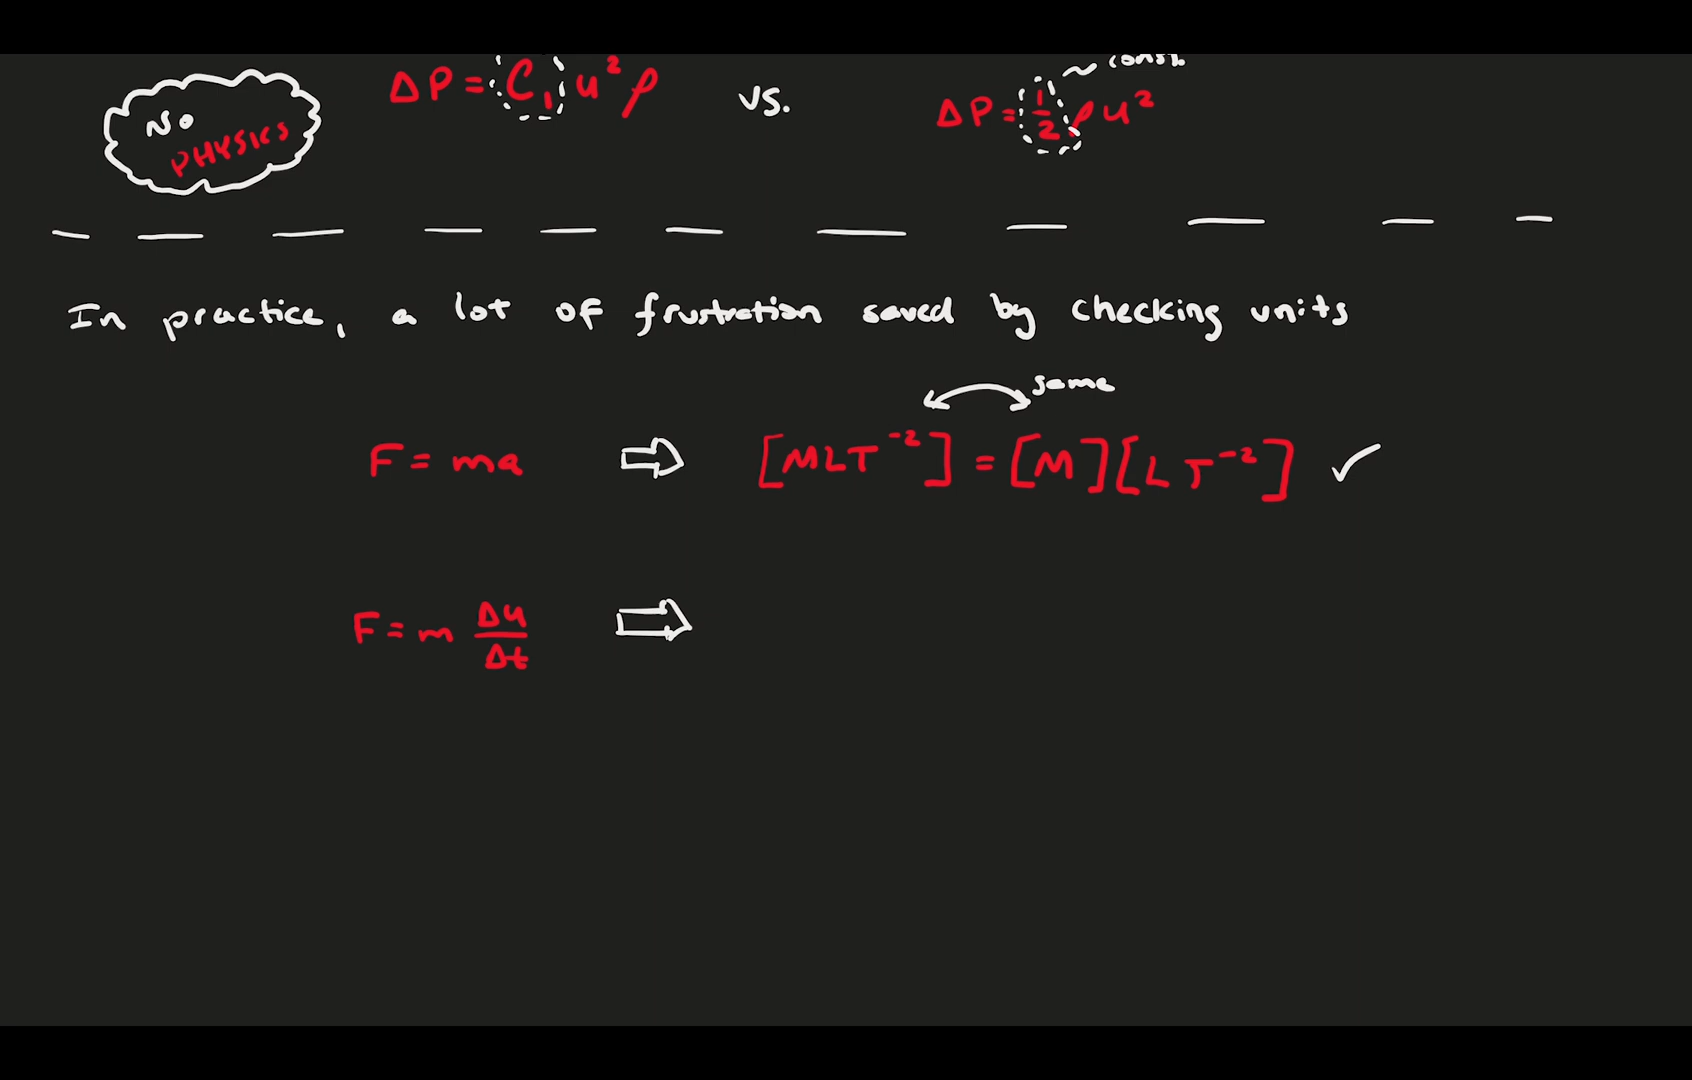 ~ const.
ΔP = C₁ u² ρ vs. ΔP = 1/2 ρ u²
NO
PHYSICS
In practice, a lot of frustration saved by checking units
same
F = ma ⇨ [MLT⁻²] = [M][LT⁻²] ✓
F = m Δu/Δt ⇨